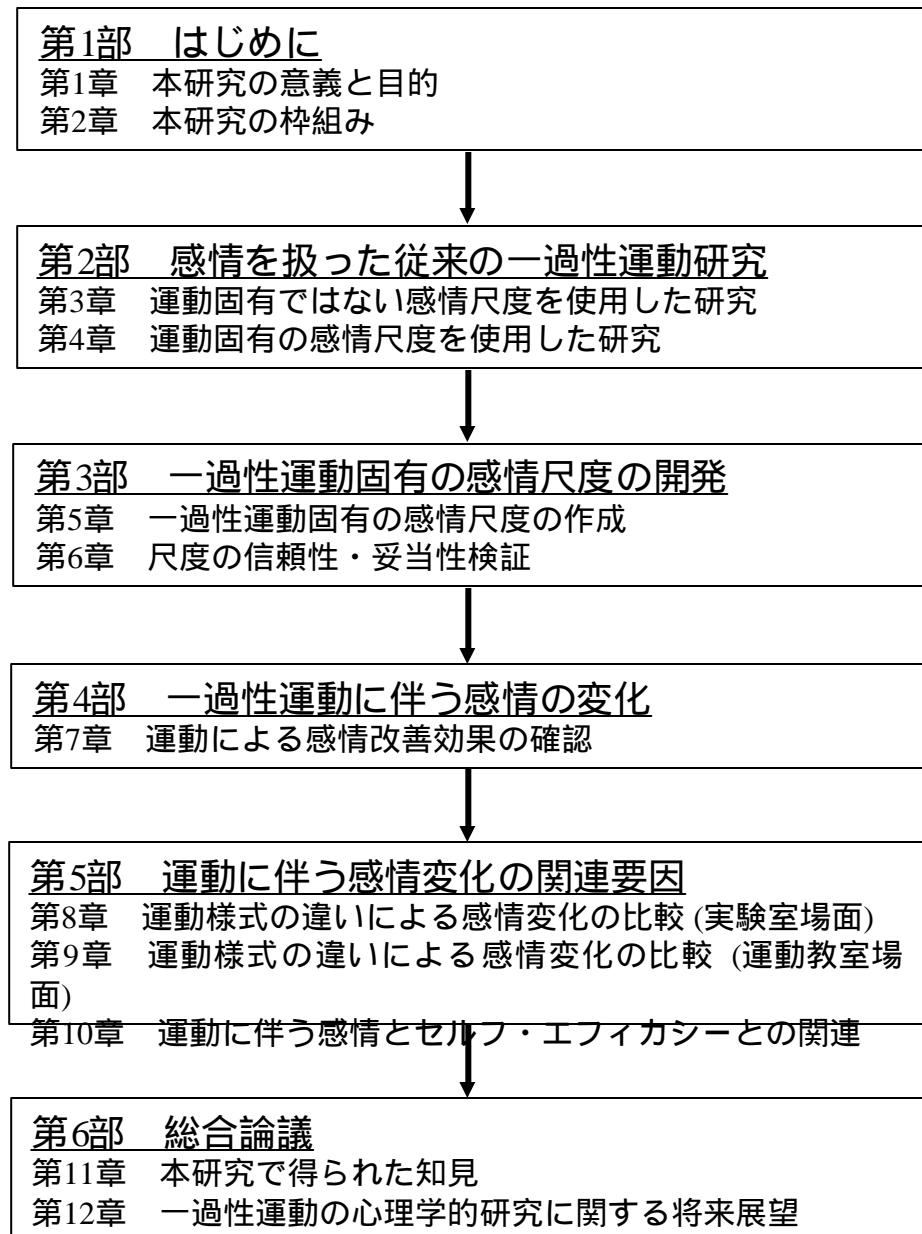 第1部　はじめに
第1章　本研究の意義と目的
第2章　本研究の枠組み
第2部　感情を扱った従来の一過性運動研究
第3章　運動固有ではない感情尺度を使用した研究
第4章　運動固有の感情尺度を使用した研究
第3部　一過性運動固有の感情尺度の開発
第5章　一過性運動固有の感情尺度の作成
第6章　尺度の信頼性・妥当性検証
第4部　一過性運動に伴う感情の変化
第7章　運動による感情改善効果の確認
第5部　運動に伴う感情変化の関連要因
第8章　運動様式の違いによる感情変化の比較 (実験室場面)
第9章　運動様式の違いによる感情変化の比較 (運動教室場
面)
第10章　運動に伴う感情とセルフ・エフィカシーとの関連
第6部　総合論議
第11章　本研究で得られた知見
第12章　一過性運動の心理学的研究に関する将来展望